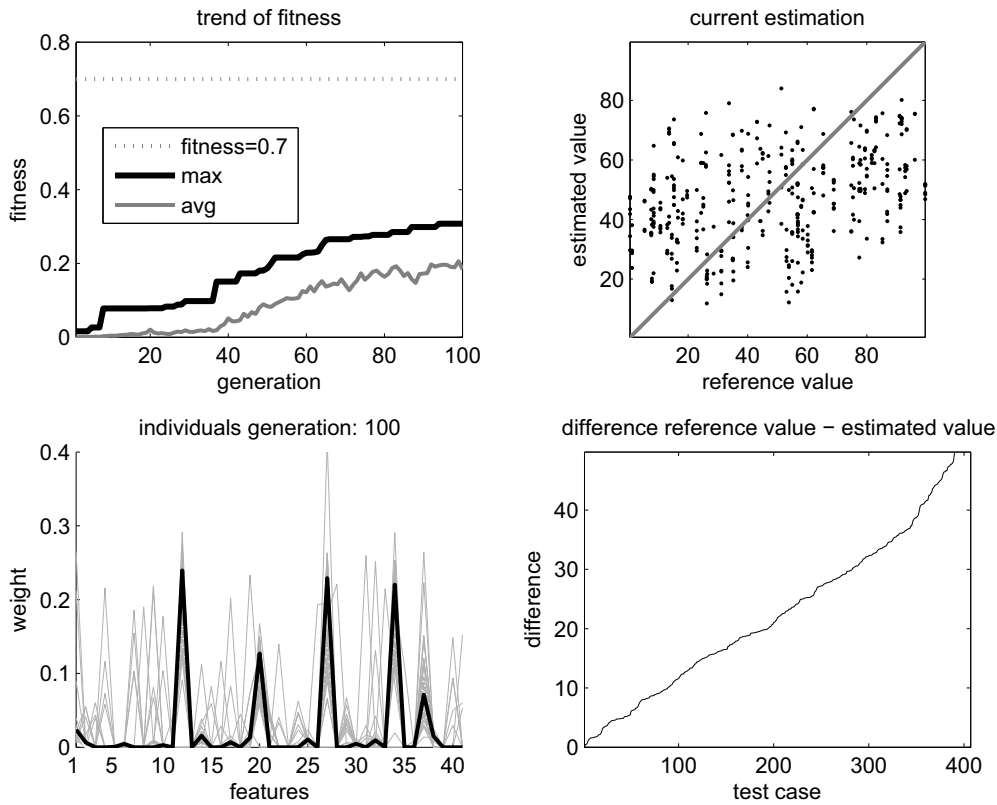 trend of fitness
fitness
0.8
0.6
0.4
0.2
0
fitness=0.7
max
avg
20 40 60 80 100
generation
current estimation
estimated value
80
60
40
20
20 40 60 80
reference value
individuals generation: 100
weight
0.4
0.3
0.2
0.1
0
1 5 10 15 20 25 30 35 40
features
difference reference value − estimated value
difference
40
30
20
10
0
100 200 300 400
test case